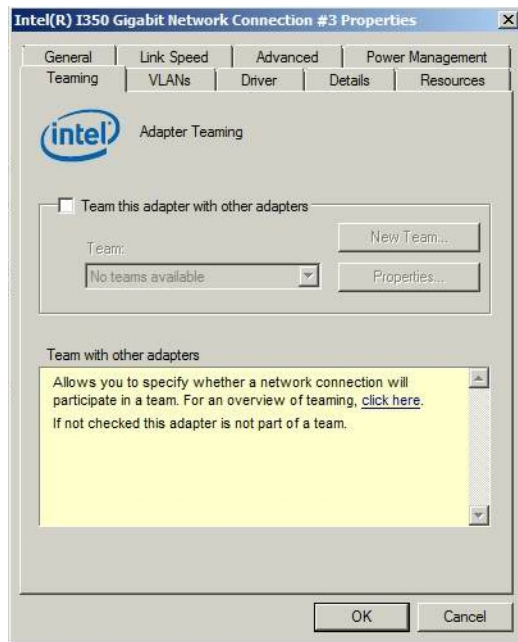 Intel(R) I350 Gigabit Network Connection #3 Properties
General
Link Speed
Advanced
Power Management
Teaming
VLANs
Driver
Details
Resources
intel
Adapter Teaming
Team this adapter with other adapters
New Team...
Team:
No teams available
Properties...
Team with other adapters
Allows you to specify whether a network connection will
participate in a team. For an overview of teaming, click here.
If not checked this adapter is not part of a team.
OK
Cancel